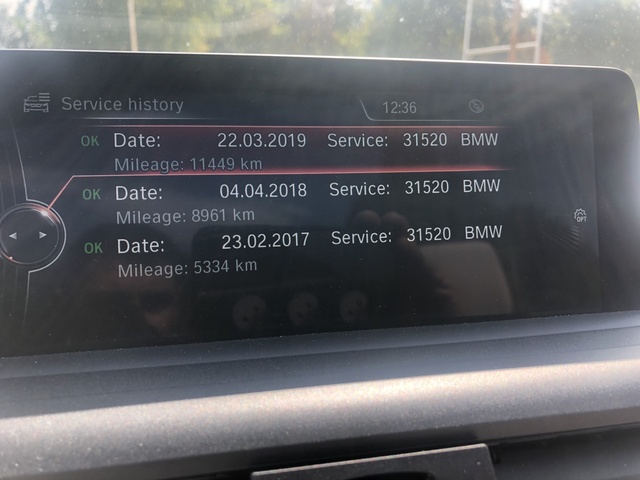 Service history 12:36
OK Date: 22.03.2019 Service: 31520 BMW
Mileage: 11449 km
OK Date: 04.04.2018 Service: 31520 BMW
Mileage: 8961 km
OK Date: 23.02.2017 Service: 31520 BMW
Mileage: 5334 km
OPT